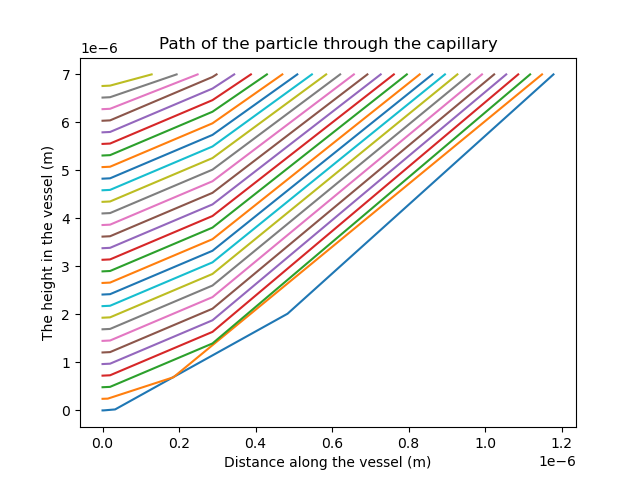 Path of the particle through the capillary
1e−6
7
6
5
4
3
2
1
0
The height in the vessel (m)
0.0 0.2 0.4 0.6 0.8 1.0 1.2
Distance along the vessel (m)
1e−6